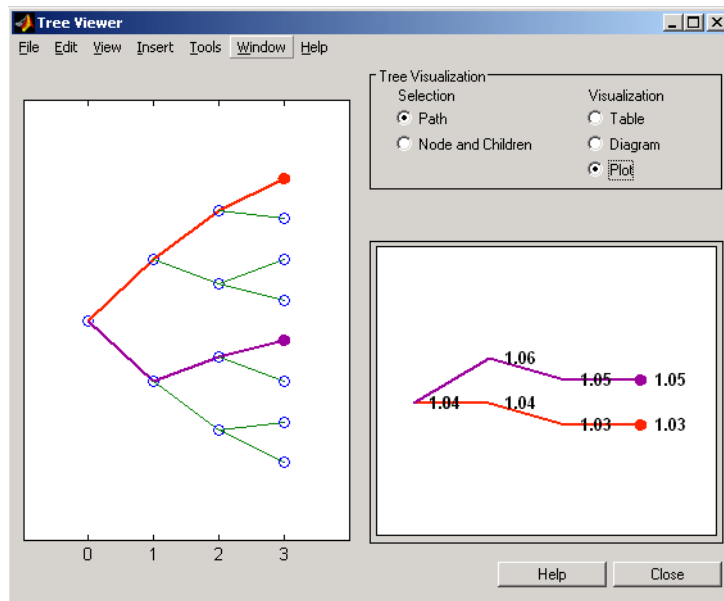 Tree Viewer
File Edit View Insert Tools Window Help
Tree Visualization
Selection Visualization
Path Table
Node and Children Diagram
Plot
1.06
1.05 1.05
1.04 1.04
1.03 1.03
0 1 2 3
Help Close